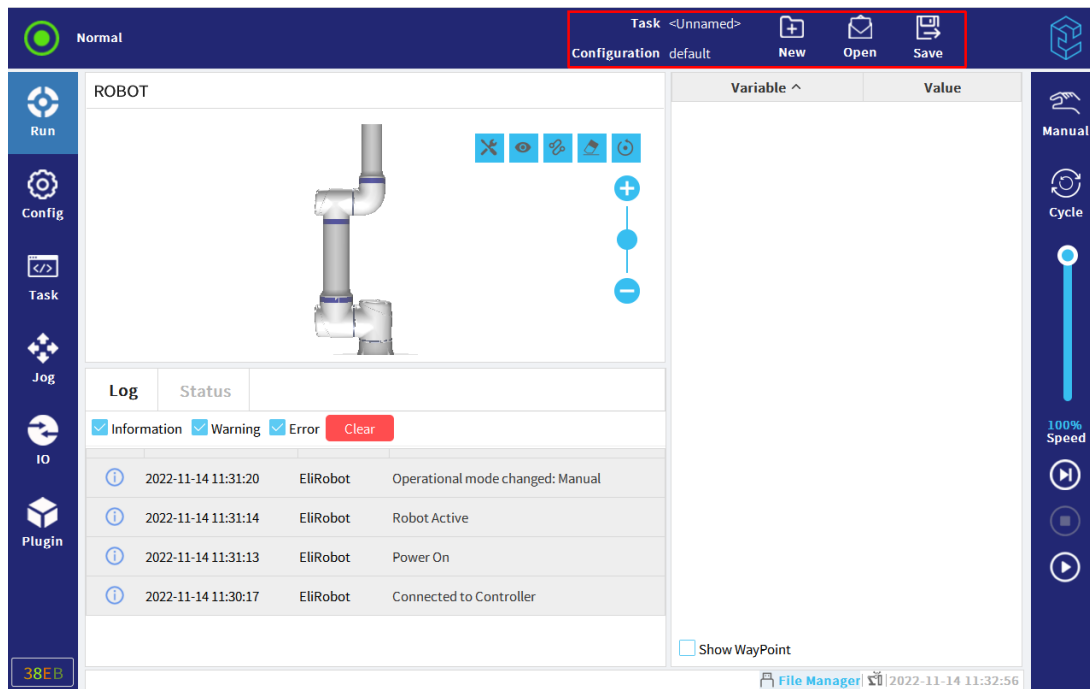 Normal
Task <Unnamed>
Configuration default
New
Open
Save
Run
Config
Task
Jog
IO
Plugin
38EB
ROBOT
Log
Status
Information
Warning
Error
Clear
2022-11-14 11:31:20 EliRobot Operational mode changed: Manual
2022-11-14 11:31:14 EliRobot Robot Active
2022-11-14 11:31:13 EliRobot Power On
2022-11-14 11:30:17 EliRobot Connected to Controller
Variable Value
Show WayPoint
File Manager
2022-11-14 11:32:56
Manual
Cycle
100%
Speed